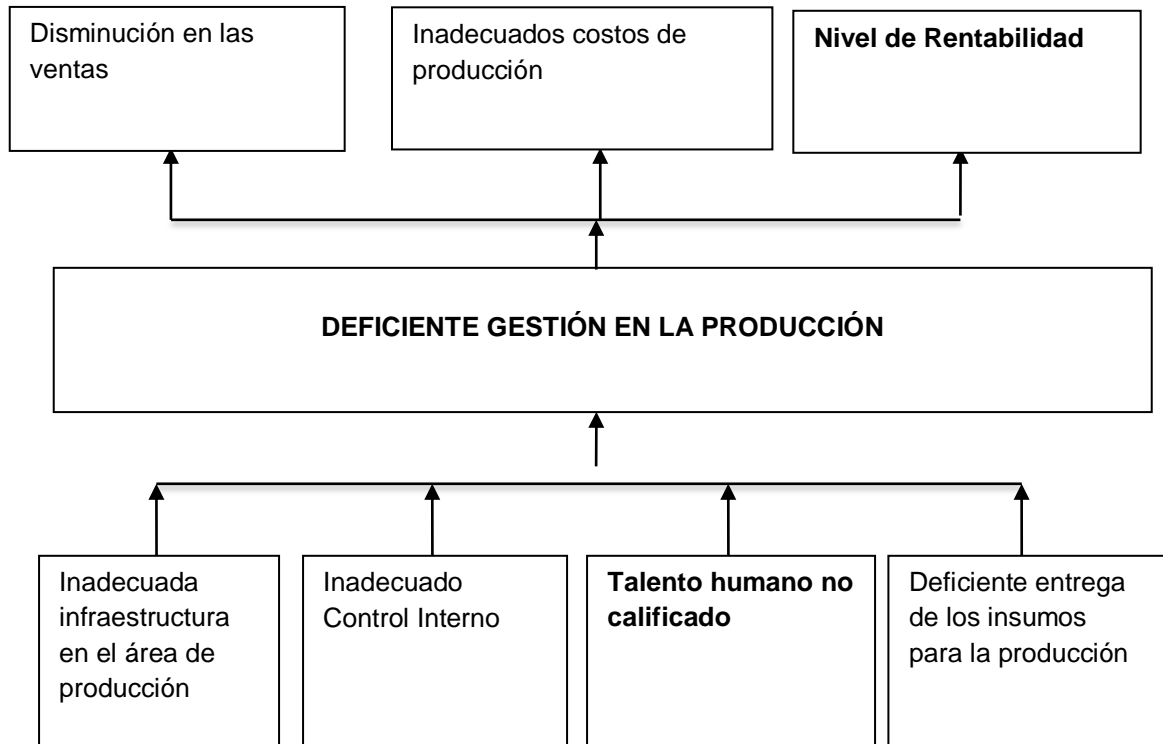 Disminución en las
ventas
Inadecuados costos de
producción
Nivel de Rentabilidad
DEFICIENTE GESTIÓN EN LA PRODUCCIÓN
Inadecuada
infraestructura
en el área de
producción
Inadecuado
Control Interno
Talento humano no
calificado
Deficiente entrega
de los insumos
para la producción